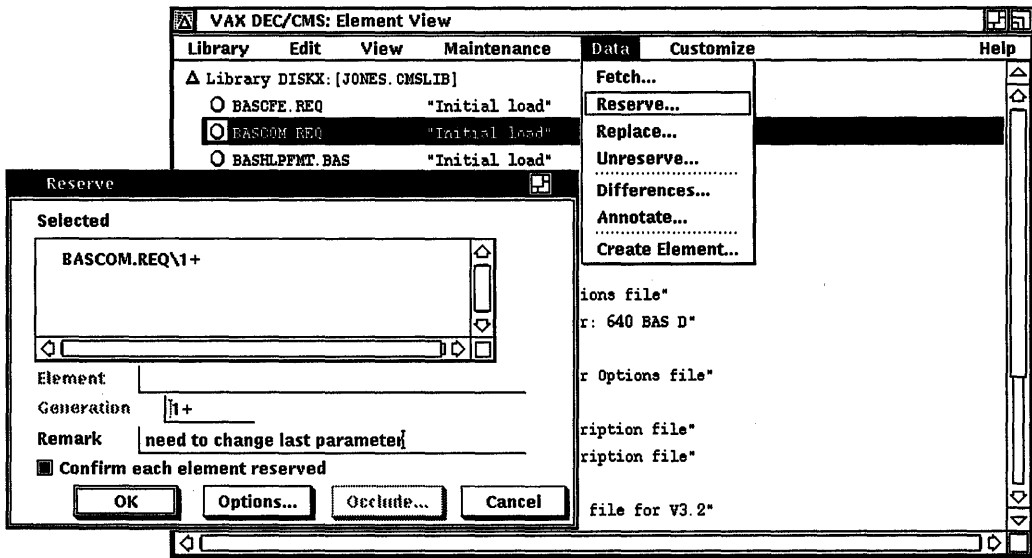 VAX DEC/CMS: Element View
Library Edit View Maintenance Data Customize Help
Library DISKX: [JONES.CMSLIB]
BASCFE.REQ "Initial load"
BASCOM.REQ "Initial load"
BASHLPFMT.BAS "Initial load"
Fetch...
Reserve...
Replace...
Unreserve...
Differences...
Annotate...
Create Element...
ions file"
r: 640 BAS D"
r Options file"
ription file"
ription file"
file for V3.2"
Reserve
Selected
BASCOM.REQ\1+
Element
Generation 1+
Remark need to change last parameter
Confirm each element reserved
OK Options... Occlude... Cancel